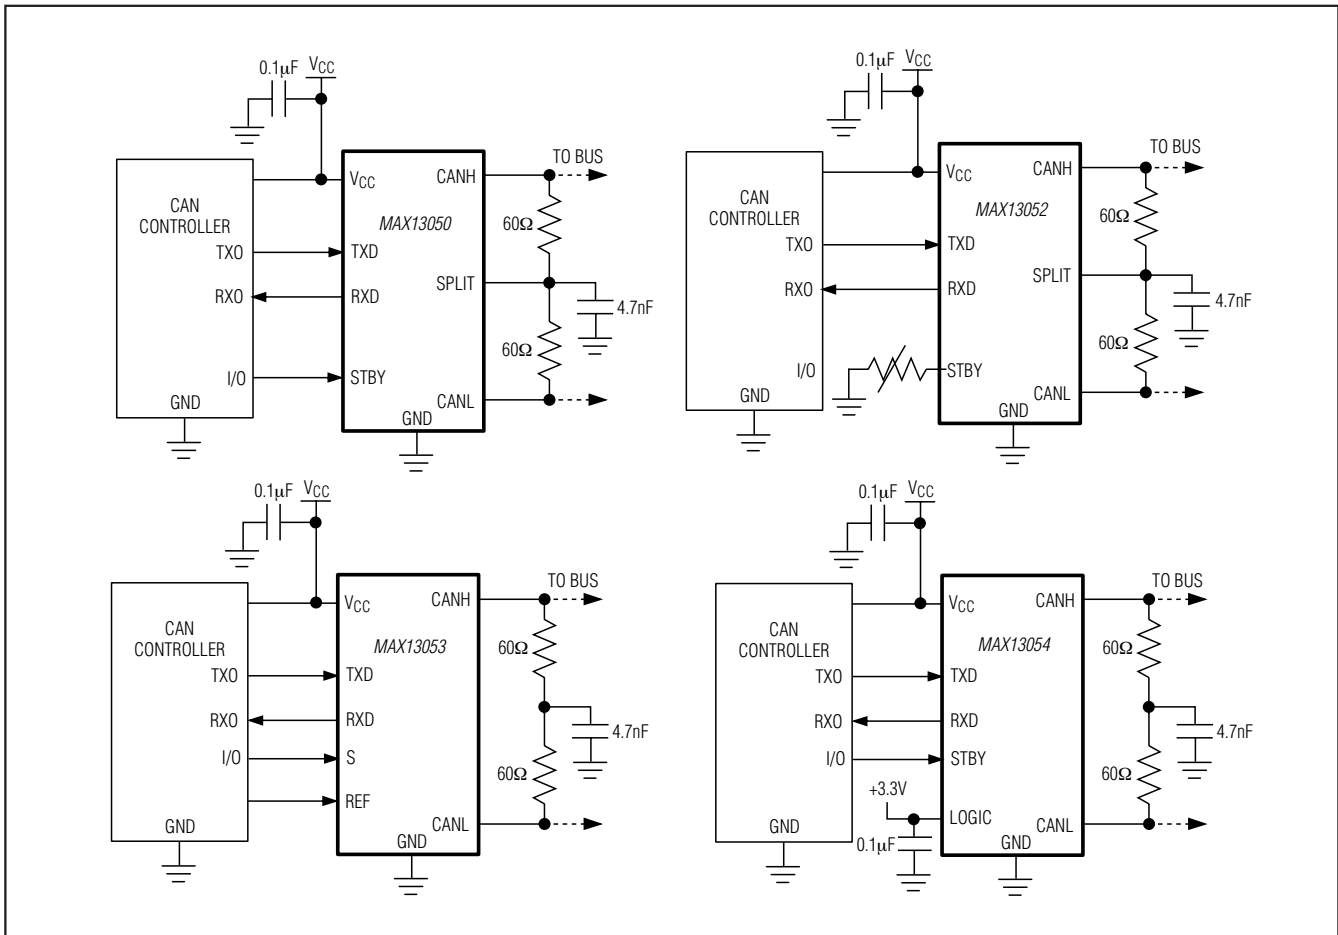 0.1µF VCC
VCC
CANH
TO BUS
CAN
CONTROLLER
MAX13050
60Ω
TXO
TXD
SPLIT
RXO
RXD
4.7nF
60Ω
I/O
STBY
GND
CANL
GND
0.1µF VCC
VCC
CANH
TO BUS
CAN
CONTROLLER
MAX13052
60Ω
TXO
TXD
SPLIT
RXO
RXD
4.7nF
60Ω
I/O
STBY
GND
CANL
GND
0.1µF VCC
VCC
CANH
TO BUS
CAN
CONTROLLER
MAX13053
60Ω
TXO
TXD
RXO
RXD
4.7nF
I/O
S
60Ω
REF
GND
CANL
GND
0.1µF VCC
VCC
CANH
TO BUS
CAN
CONTROLLER
MAX13054
60Ω
TXO
TXD
RXO
RXD
4.7nF
I/O
STBY
60Ω
+3.3V
LOGIC
GND
0.1µF
CANL
GND